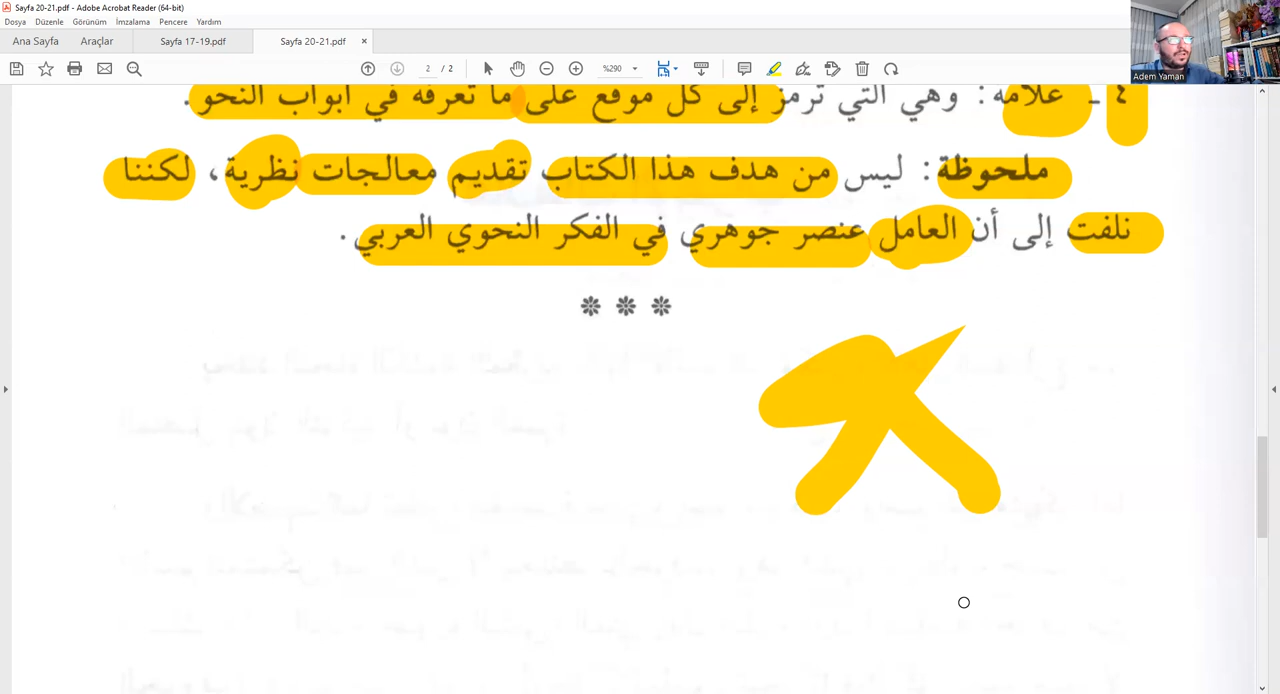 Sayfa 20-21.pdf - Adobe Acrobat Reader (64-bit)
Dosya Düzenle Görünüm İmzalama Pencere Yardım
Ana Sayfa Araçlar Sayfa 17-19.pdf Sayfa 20-21.pdf ×
2 / 2 %290
Adem Yaman
٤ ـ علامة: وهي التي ترمز إلى كل موقع على ما تعرفه في أبواب النحو.
ملحوظة: ليس من هدف هذا الكتاب تقديم معالجات نظرية، لكننا
نلفت إلى أن العامل عنصر جوهري في الفكر النحوي العربي.